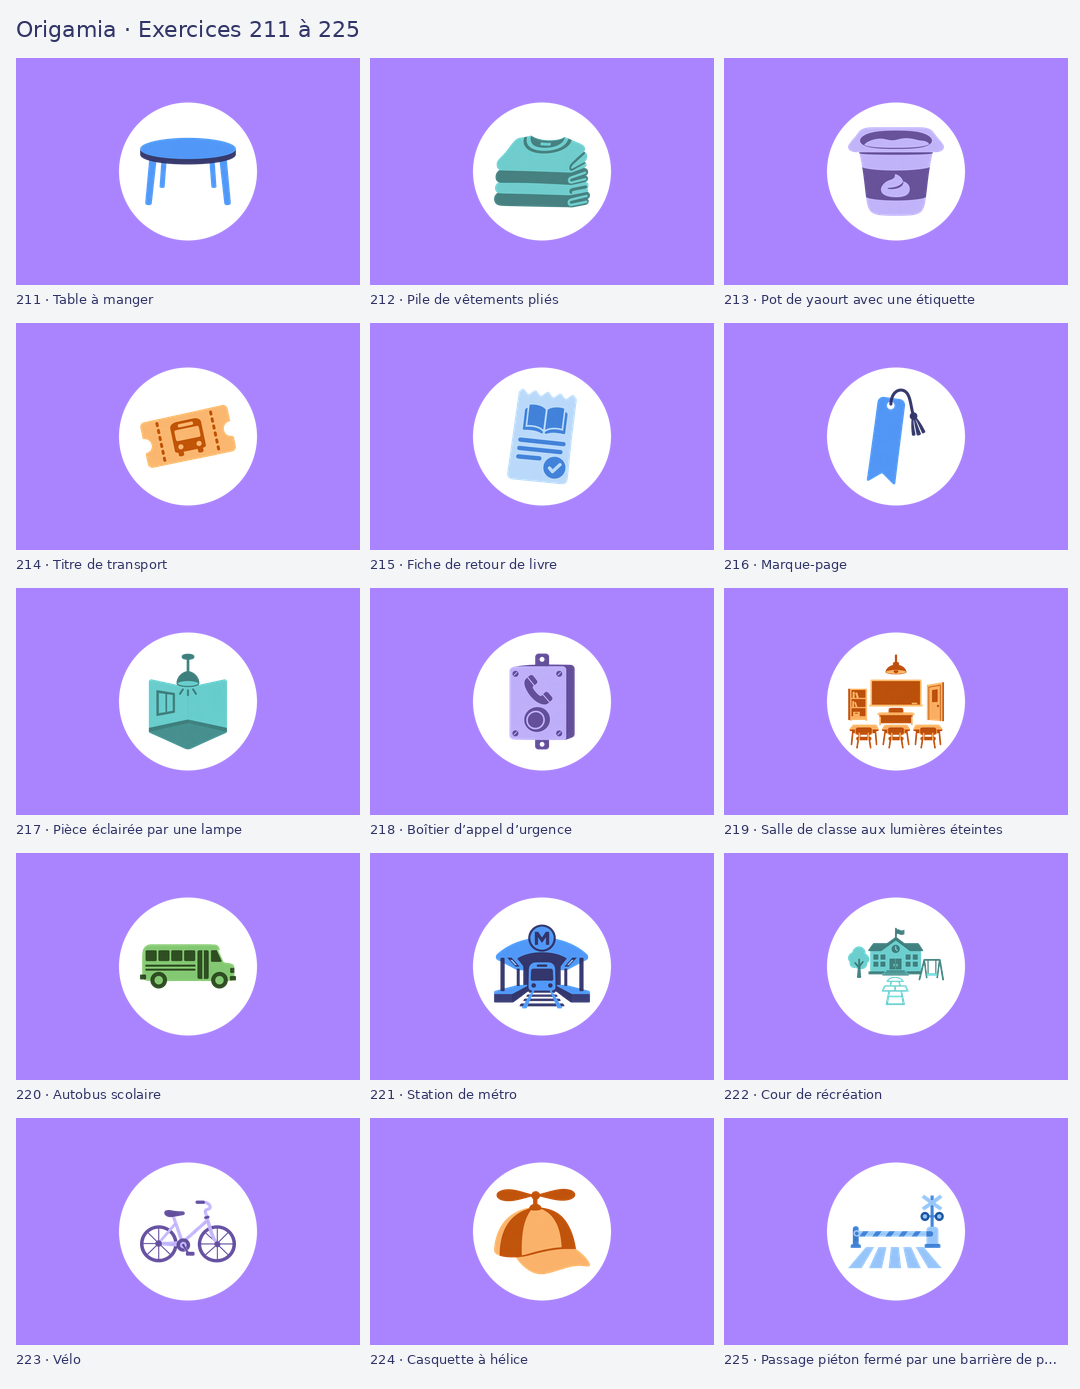 Origamia · Exercices 211 à 225
211 · Table à manger
212 · Pile de vêtements pliés
213 · Pot de yaourt avec une étiquette
214 · Titre de transport
215 · Fiche de retour de livre
216 · Marque-page
217 · Pièce éclairée par une lampe
218 · Boîtier d’appel d’urgence
219 · Salle de classe aux lumières éteintes
220 · Autobus scolaire
M
221 · Station de métro
222 · Cour de récréation
223 · Vélo
224 · Casquette à hélice
225 · Passage piéton fermé par une barrière de p…